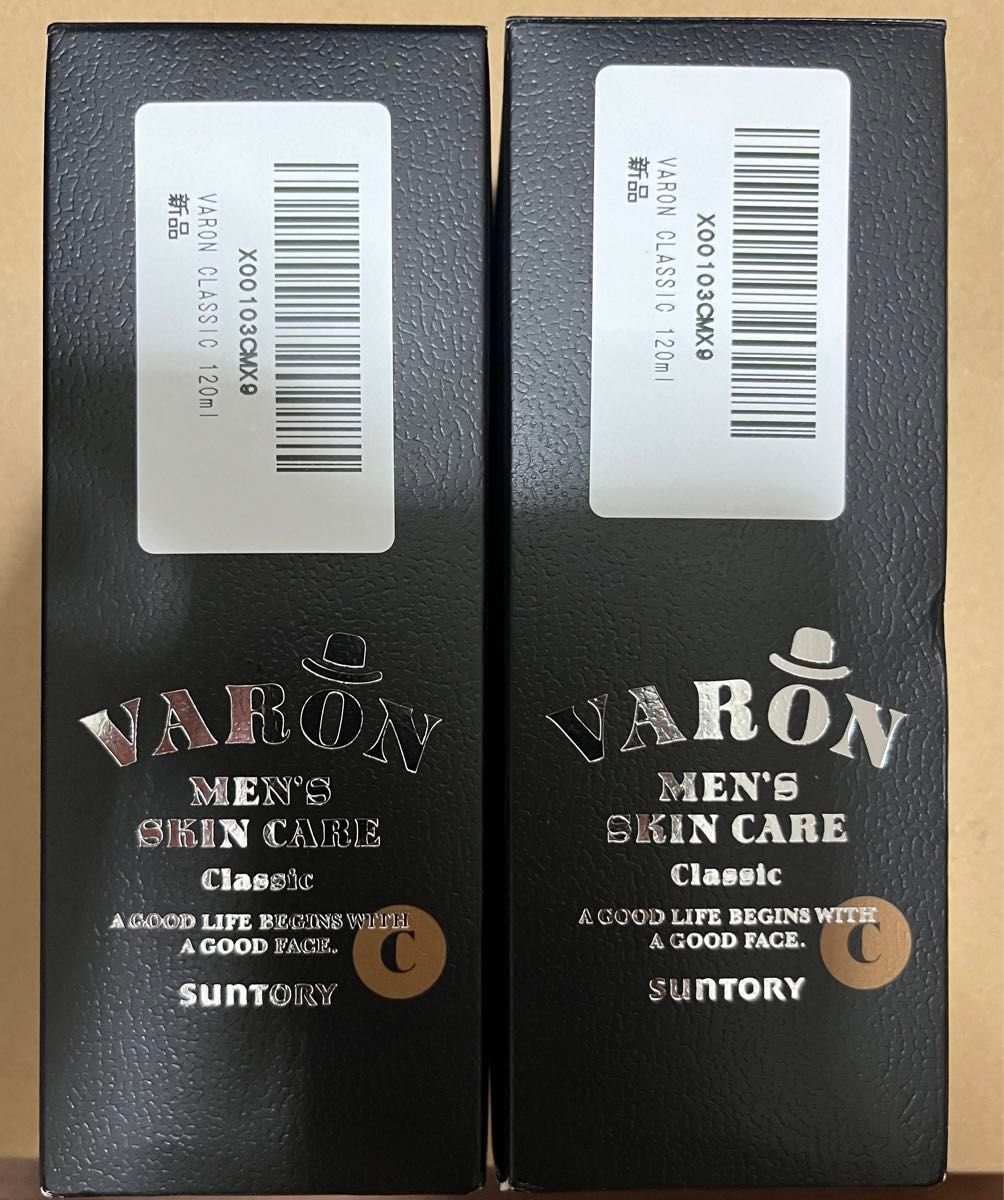 X00103CMX9
VARON CLASSIC 120ml
新品
VARON
MEN'S
SKIN CARE
Classic
A GOOD LIFE BEGINS WITH
A GOOD FACE.
C
SUNTORY
X00103CMX9
VARON CLASSIC 120ml
新品
VARON
MEN'S
SKIN CARE
Classic
A GOOD LIFE BEGINS WITH
A GOOD FACE.
C
SUNTORY